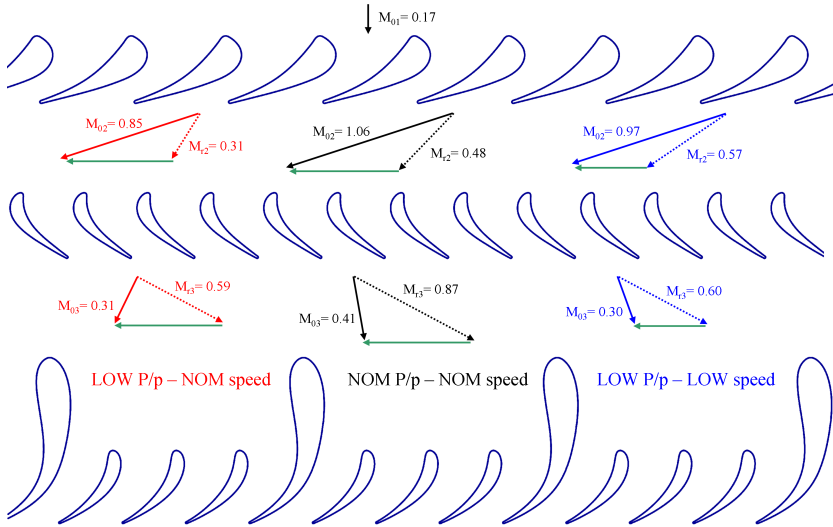 M01= 0.17
M02= 0.85
Mr2= 0.31
M02= 1.06
Mr2= 0.48
M02= 0.97
Mr2= 0.57
M03= 0.31
Mr3= 0.59
M03= 0.41
Mr3= 0.87
M03= 0.30
Mr3= 0.60
LOW P/p – NOM speed
NOM P/p – NOM speed
LOW P/p – LOW speed